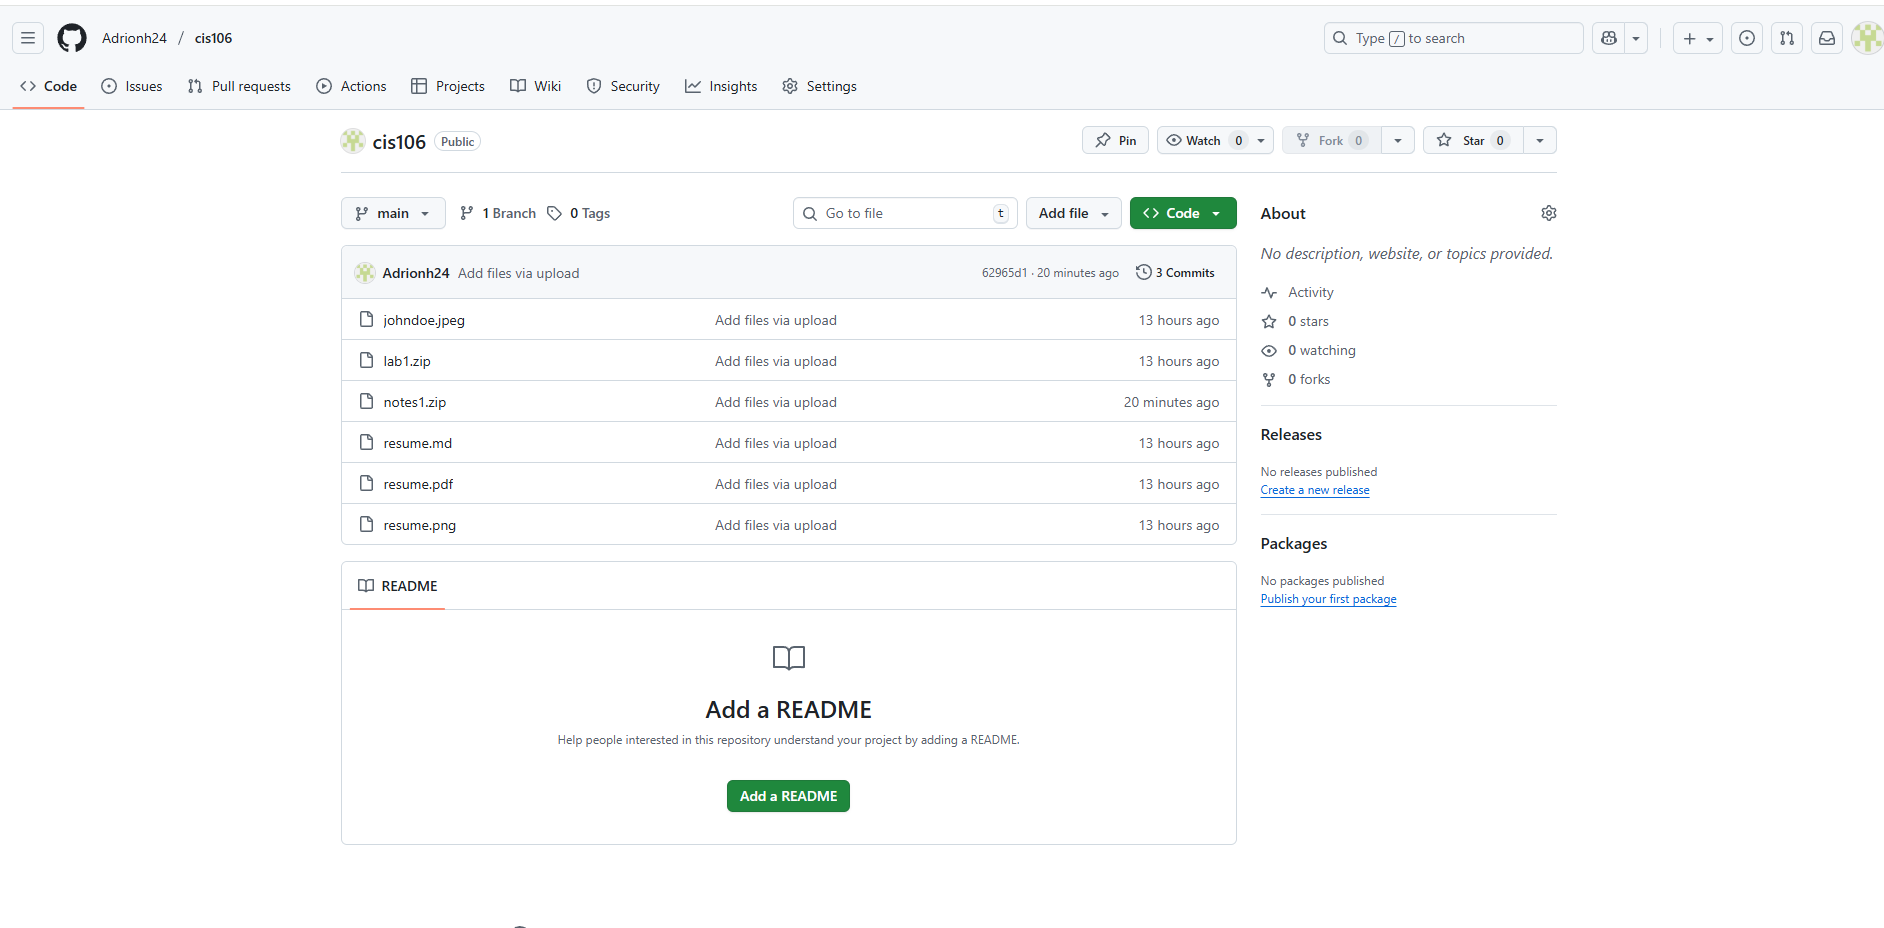 Adrionh24 / cis106
Type / to search
Code Issues Pull requests Actions Projects Wiki Security Insights Settings
cis106 Public
Pin Watch 0 Fork 0 Star 0
main 1 Branch 0 Tags Go to file t Add file Code
Adrionh24 Add files via upload 62965d1 · 20 minutes ago 3 Commits
johndoe.jpeg Add files via upload 13 hours ago
lab1.zip Add files via upload 13 hours ago
notes1.zip Add files via upload 20 minutes ago
resume.md Add files via upload 13 hours ago
resume.pdf Add files via upload 13 hours ago
resume.png Add files via upload 13 hours ago
README
Add a README
Help people interested in this repository understand your project by adding a README.
Add a README
About
No description, website, or topics provided.
Activity
0 stars
0 watching
0 forks
Releases
No releases published
Create a new release
Packages
No packages published
Publish your first package